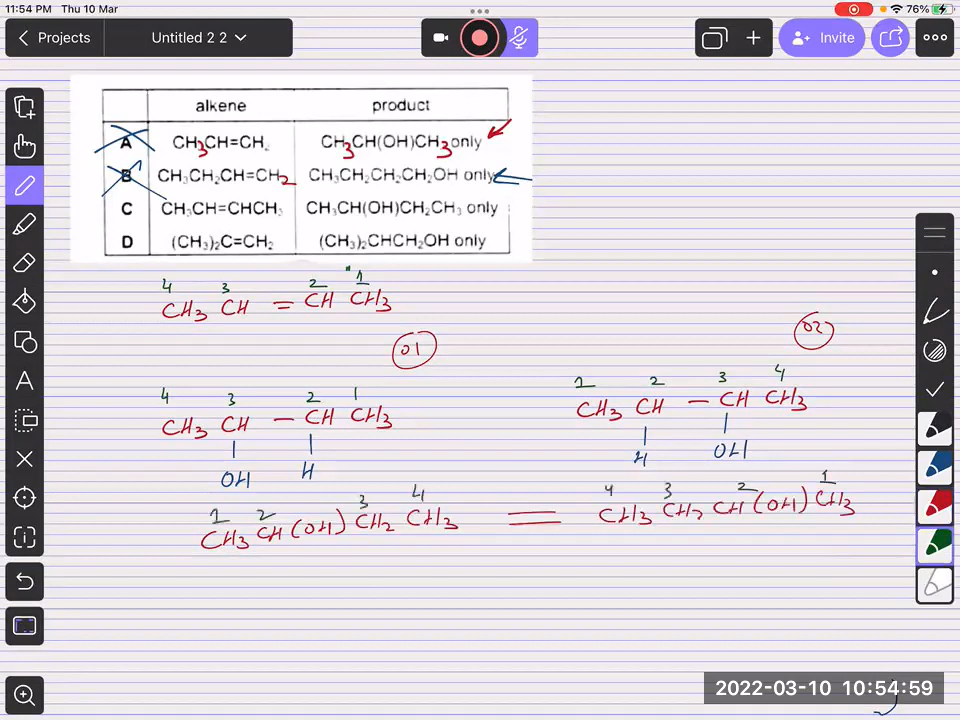 11:54 PM Thu 10 Mar
76%
Projects
Untitled 2 2
Invite
alkene product
A CH3CH=CH2 CH3CH(OH)CH3 only
B CH3CH2CH=CH2 CH3CH2CH2CH2OH only
C CH3CH=CHCH3 CH3CH(OH)CH2CH3 only
D (CH3)2C=CH2 (CH3)2CHCH2OH only
4 3 2 1
CH3 CH = CH CH3
01
02
4 3 2 1
CH3 CH — CH CH3
OH H
1 2 3 4
CH3 CH — CH CH3
H OH
1 2 3 4
CH3 CH (OH) CH2 CH3
4 3 2 1
CH3 CH2 CH (OH) CH3
A
2022-03-10 10:54:59